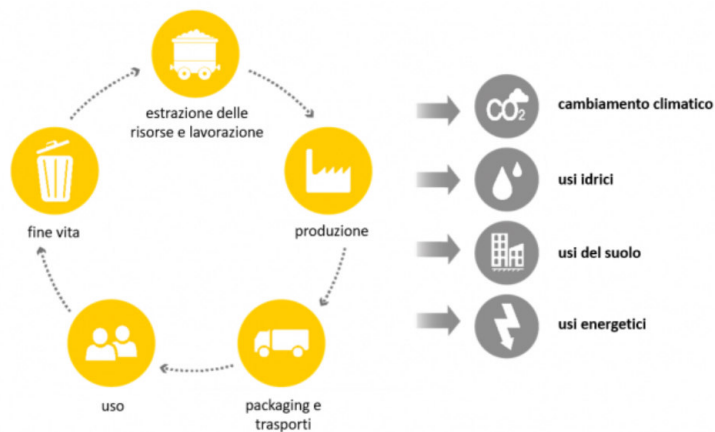 estrazione delle
risorse e lavorazione
produzione
packaging e
trasporti
uso
fine vita
CO2
cambiamento climatico
usi idrici
usi del suolo
usi energetici